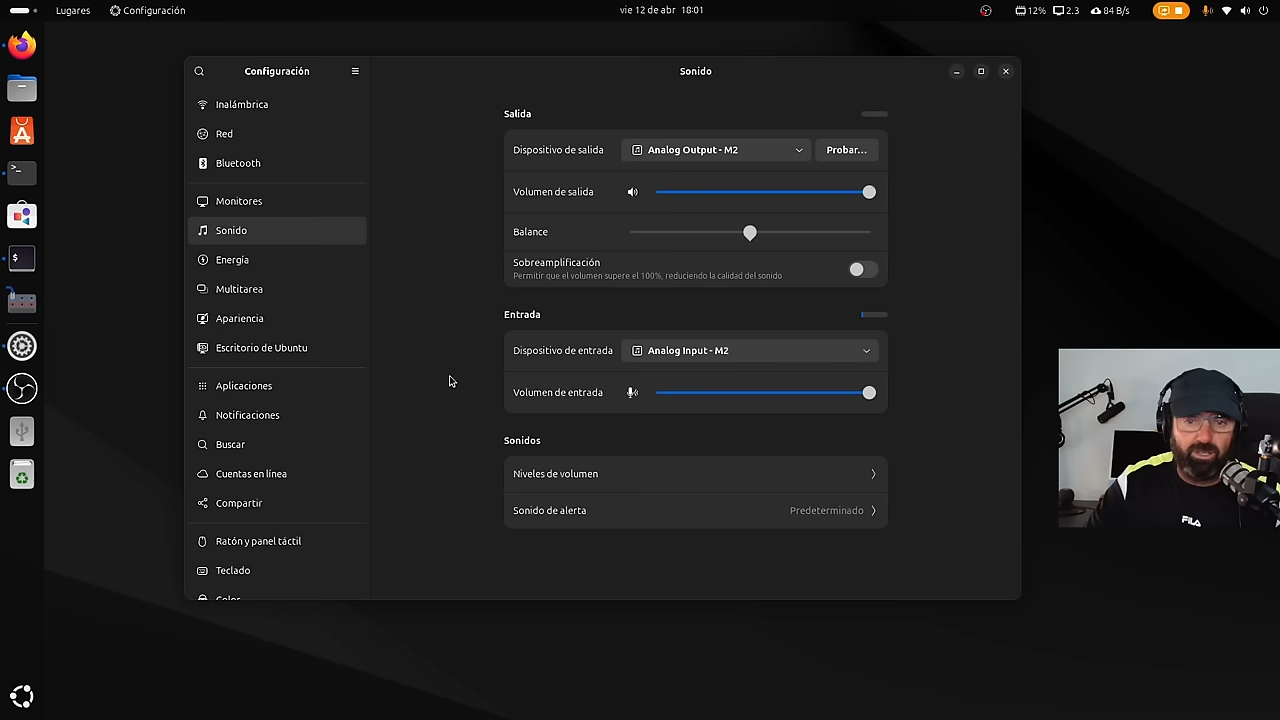 Lugares
Configuración
vie 12 de abr 18:01
12%
2.3
84 B/s
Configuración
Sonido
Inalámbrica
Red
Bluetooth
Monitores
Sonido
Energía
Multitarea
Apariencia
Escritorio de Ubuntu
Aplicaciones
Notificaciones
Buscar
Cuentas en línea
Compartir
Ratón y panel táctil
Teclado
Color
Salida
Dispositivo de salida
Analog Output - M2
Probar...
Volumen de salida
Balance
Sobreamplificación
Permitir que el volumen supere el 100%, reduciendo la calidad del sonido
Entrada
Dispositivo de entrada
Analog Input - M2
Volumen de entrada
Sonidos
Niveles de volumen
Sonido de alerta
Predeterminado
FILA